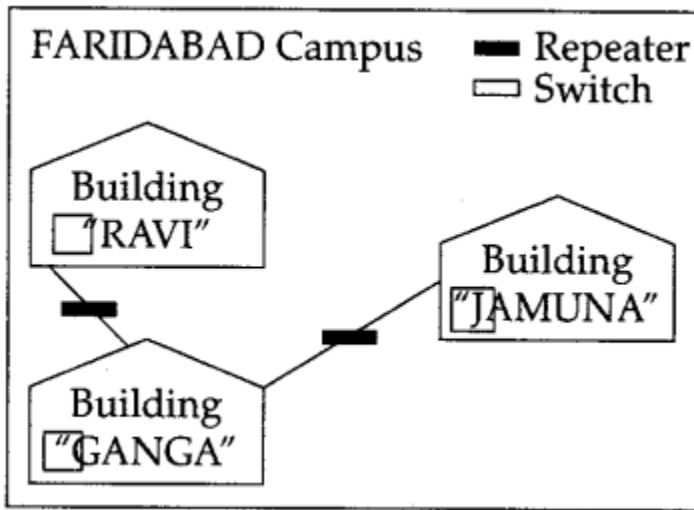 FARIDABAD Campus
Repeater
Switch
Building
"RAVI"
Building
"JAMUNA"
Building
"GANGA"